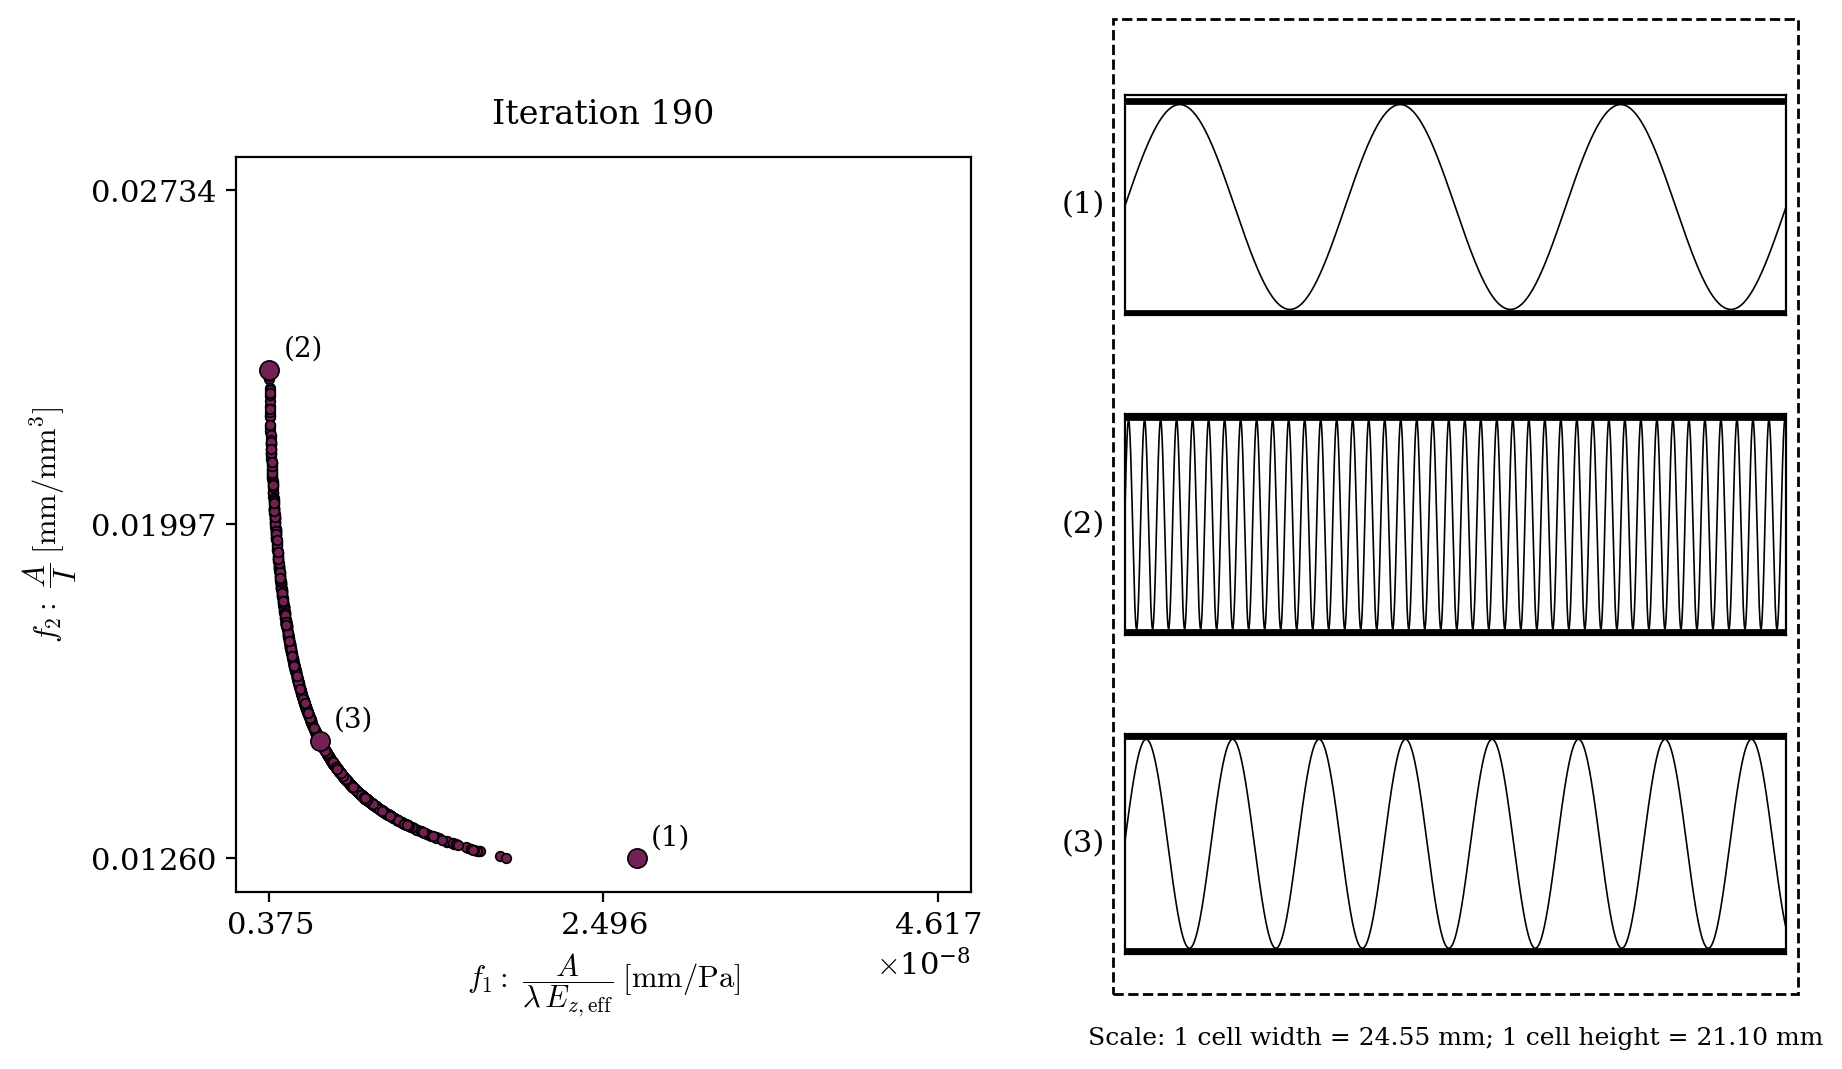 Iteration 190
0.02734
0.01997
0.01260
f₂: A/I [mm/mm³]
(2)
(3)
(1)
0.375 2.496 4.617
×10⁻⁸
f₁: A/(λ E_z,eff) [mm/Pa]
(1)
(2)
(3)
Scale: 1 cell width = 24.55 mm; 1 cell height = 21.10 mm